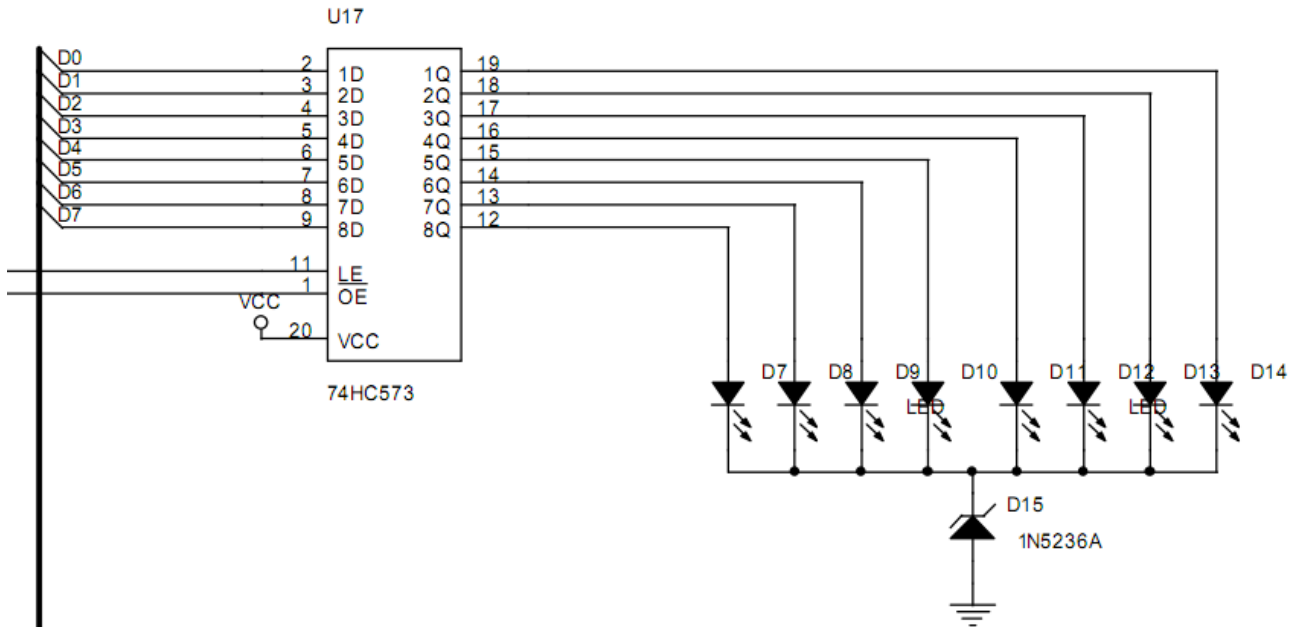 U17
D0 2 1D 1Q 19
D1 3 2D 2Q 18
D2 4 3D 3Q 17
D3 5 4D 4Q 16
D4 6 5D 5Q 15
D5 7 6D 6Q 14
D6 8 7D 7Q 13
D7 9 8D 8Q 12
11 LE
1 OE
VCC
20 VCC
74HC573
D7 D8 D9 D10 D11 D12 D13 D14
LED LED
D15
1N5236A